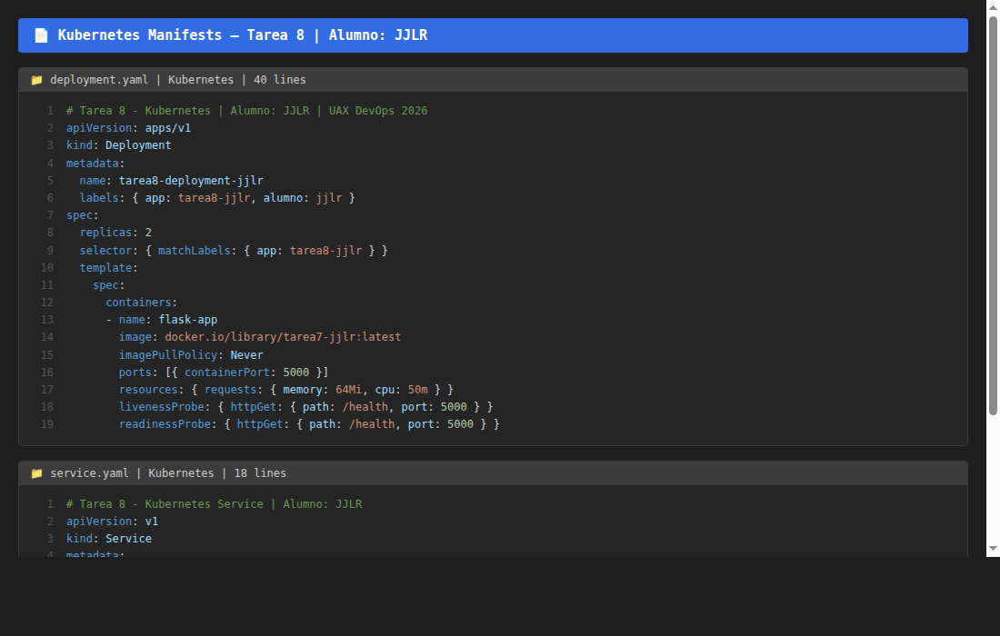 Kubernetes Manifests — Tarea 8 | Alumno: JJLR
deployment.yaml | Kubernetes | 40 lines
1 # Tarea 8 - Kubernetes | Alumno: JJLR | UAX DevOps 2026
2 apiVersion: apps/v1
3 kind: Deployment
4 metadata:
5   name: tarea8-deployment-jjlr
6   labels: { app: tarea8-jjlr, alumno: jjlr }
7 spec:
8   replicas: 2
9   selector: { matchLabels: { app: tarea8-jjlr } }
10   template:
11     spec:
12       containers:
13       - name: flask-app
14         image: docker.io/library/tarea7-jjlr:latest
15         imagePullPolicy: Never
16         ports: [{ containerPort: 5000 }]
17         resources: { requests: { memory: 64Mi, cpu: 50m } }
18         livenessProbe: { httpGet: { path: /health, port: 5000 } }
19         readinessProbe: { httpGet: { path: /health, port: 5000 } }
service.yaml | Kubernetes | 18 lines
1 # Tarea 8 - Kubernetes Service | Alumno: JJLR
2 apiVersion: v1
3 kind: Service
4 metadata: